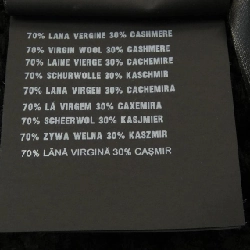 70% LANA VERGINE 30% CASHMERE
70% VIRGIN WOOL 30% CASHMERE
70% LAINE VIERGE 30% CACHEMIRE
70% SCHURWOLLE 30% KASCHMIR
70% LANA VIRGEN 30% CACHEMIRA
70% LÃ VIRGEM 30% CAXEMIRA
70% SCHEERWOL 30% KASJMIER
70% ZYWA WELNA 30% KASZMIR
70% LÂNĂ VIRGINĂ 30% CAŞMIR